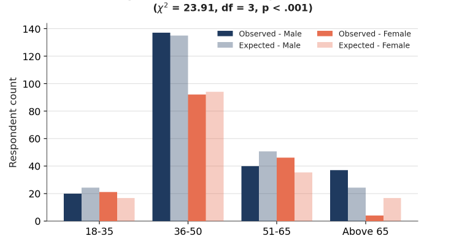 (χ² = 23.91, df = 3, p < .001)
Observed - Male
Expected - Male
Observed - Female
Expected - Female
Respondent count
140
120
100
80
60
40
20
0
18-35
36-50
51-65
Above 65